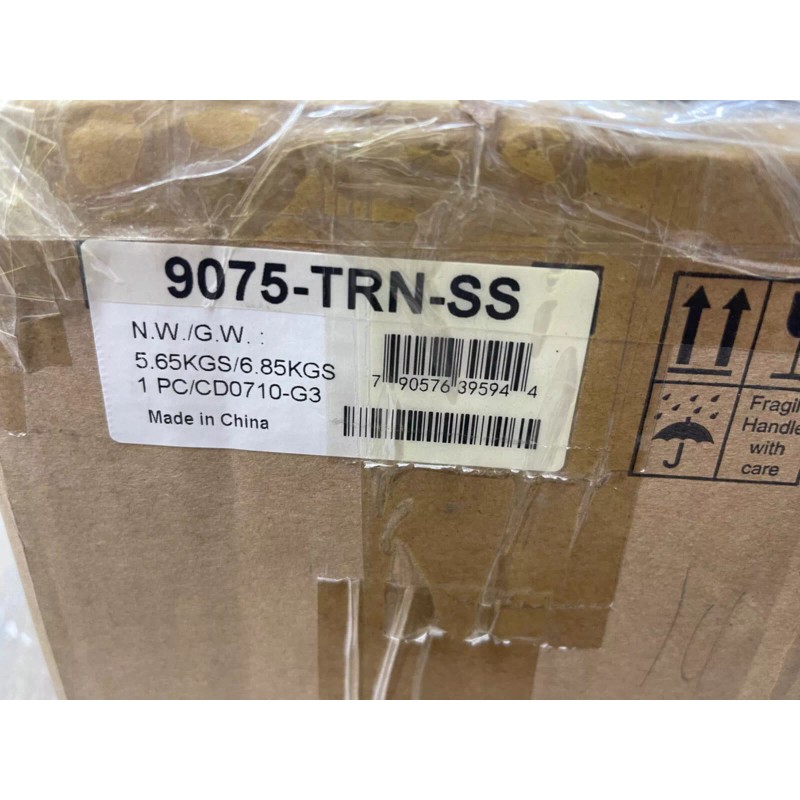 9075-TRN-SS
N.W./G.W. :
5.65KGS/6.85KGS
1 PC/CD0710-G3
Made in China
7 90576 39594 4
Handle
with
care